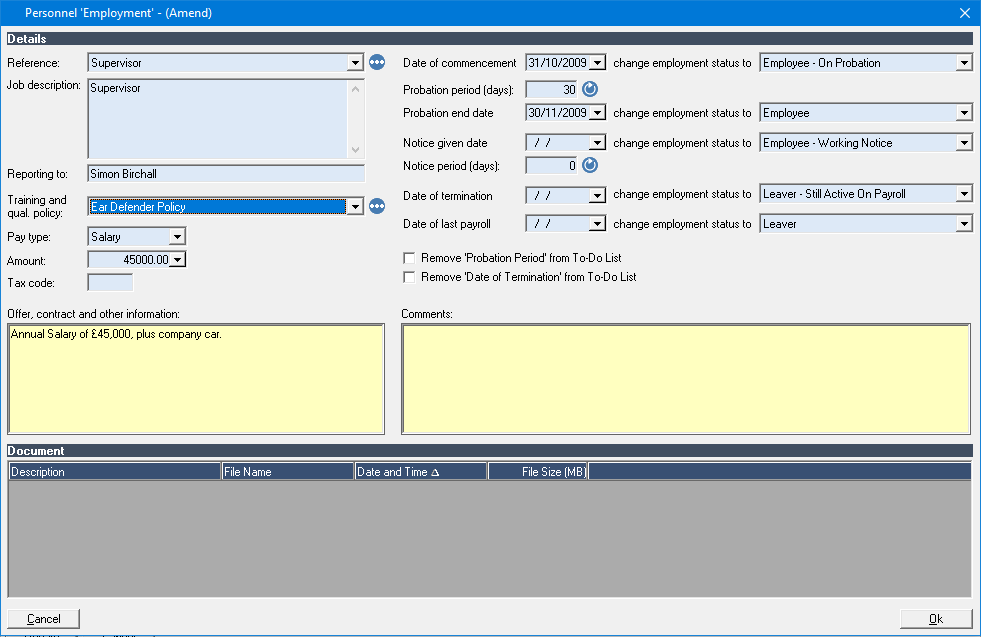 Personnel 'Employment' - (Amend)
Details
Reference: Supervisor
Job description: Supervisor
Reporting to: Simon Birchall
Training and
qual. policy: Ear Defender Policy
Pay type: Salary
Amount: 45000.00
Tax code:
Date of commencement 31/10/2009 change employment status to Employee - On Probation
Probation period (days): 30
Probation end date 30/11/2009 change employment status to Employee
Notice given date / / change employment status to Employee - Working Notice
Notice period (days): 0
Date of termination / / change employment status to Leaver - Still Active On Payroll
Date of last payroll / / change employment status to Leaver
Remove 'Probation Period' from To-Do List
Remove 'Date of Termination' from To-Do List
Offer, contract and other information:
Annual Salary of £45,000, plus company car.
Comments:
Document
Description File Name Date and Time Δ File Size (MB)
Cancel Ok